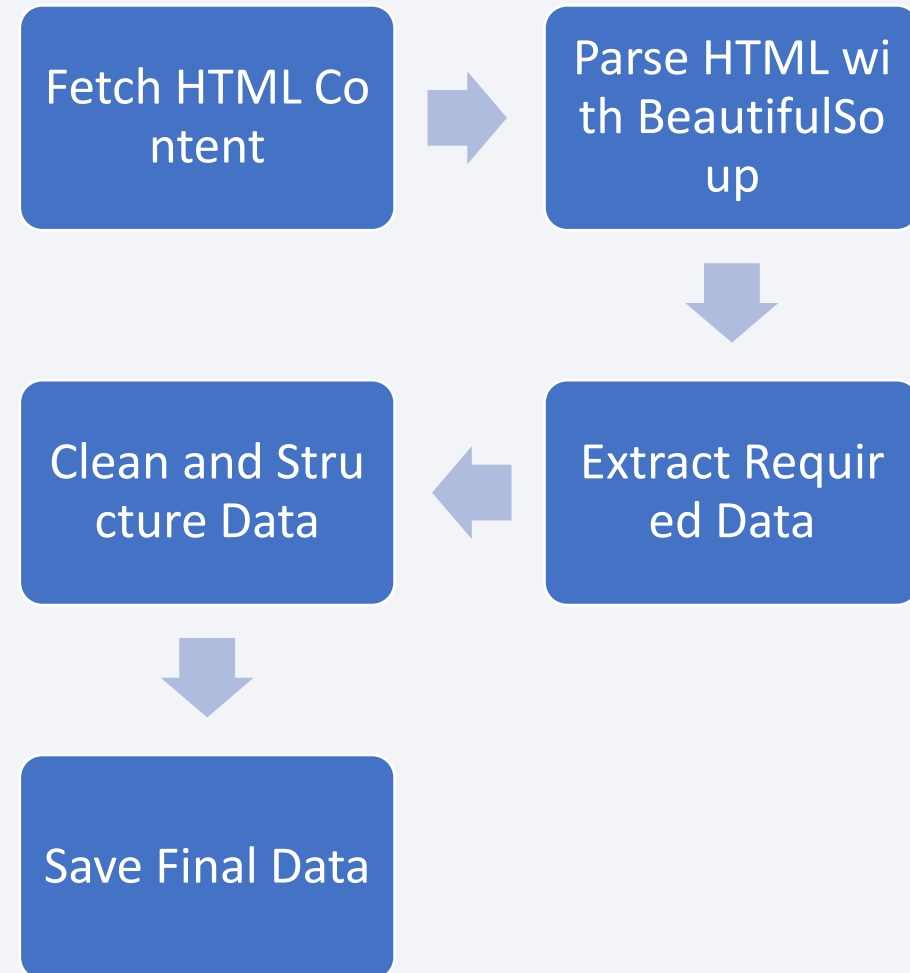 Fetch HTML Co
ntent
Parse HTML wi
th BeautifulSo
up
Extract Requir
ed Data
Clean and Stru
cture Data
Save Final Data